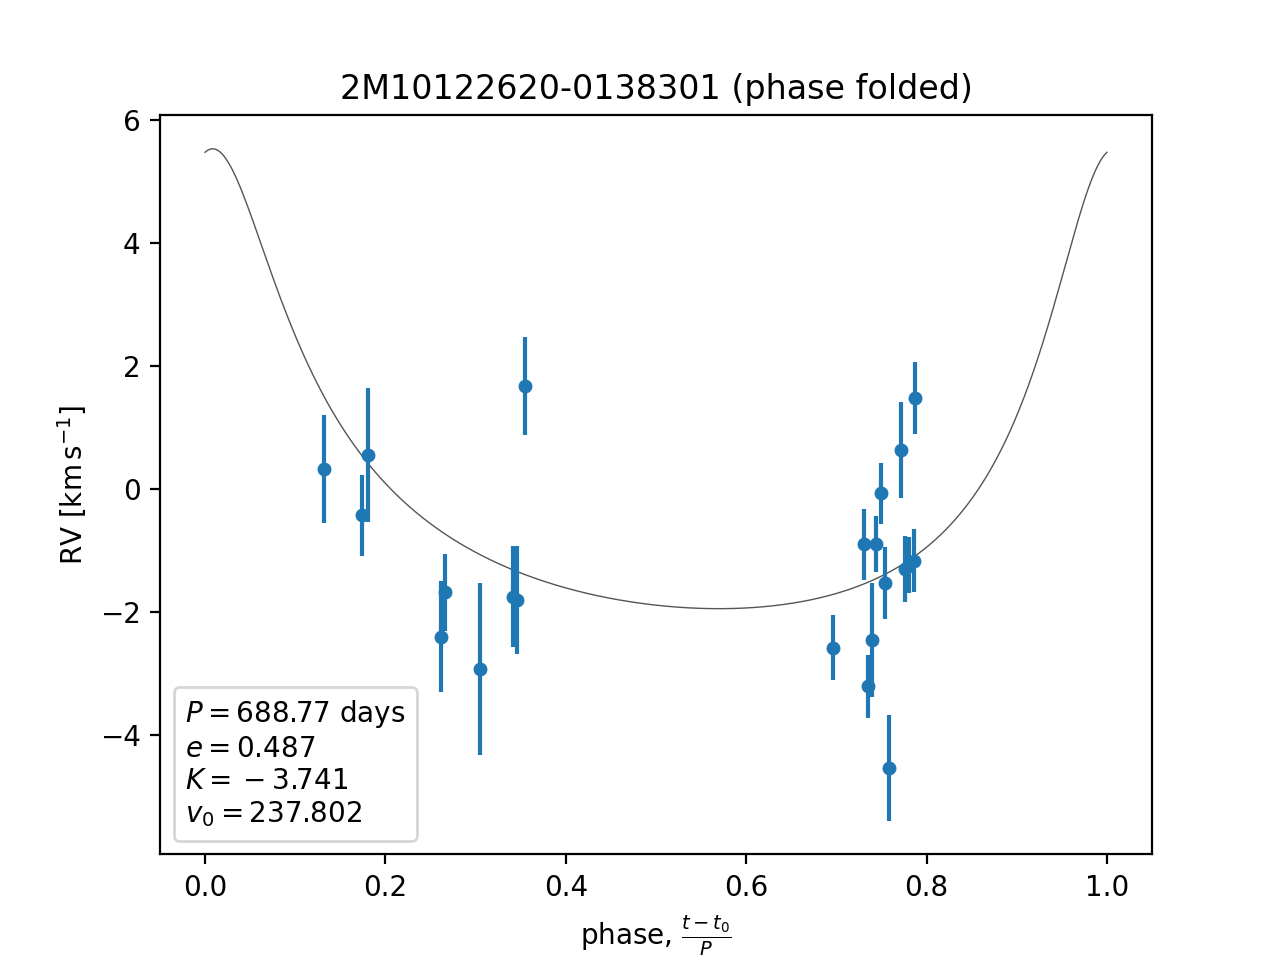 2M10122620-0138301 (phase folded)
6
4
2
0
−2
−4
RV [km s⁻¹]
P = 688.77 days
e = 0.487
K = −3.741
v₀ = 237.802
0.0 0.2 0.4 0.6 0.8 1.0
phase, (t − t₀)/P